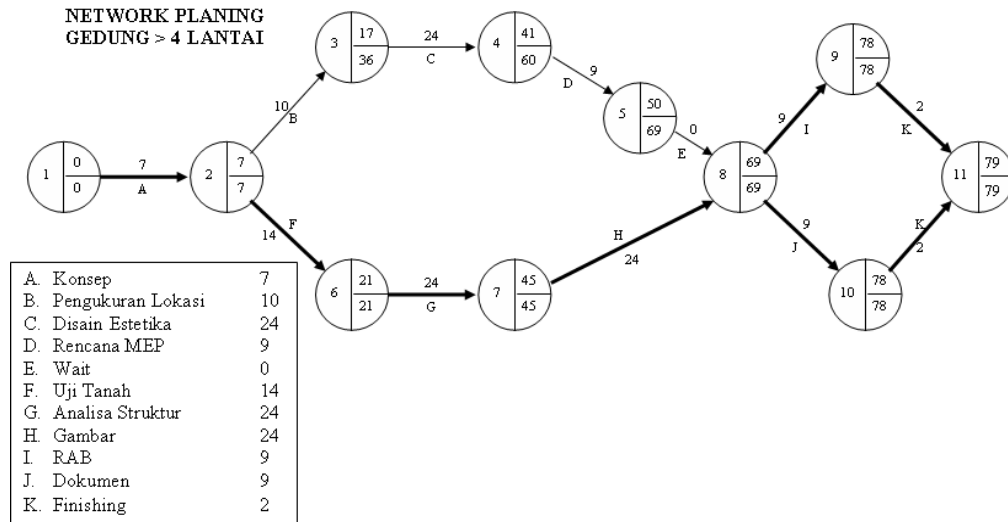 NETWORK PLANING
GEDUNG > 4 LANTAI
1 0
0
7
A
2 7
7
10
B
3 17
36
24
C
4 41
60
9
D
5 50
69
0
E
F
14
6 21
21
24
G
7 45
45
H
24
8 69
69
9
I
9 78
78
2
K
9
J
10 78
78
K
2
11 79
79
A. Konsep 7
B. Pengukuran Lokasi 10
C. Disain Estetika 24
D. Rencana MEP 9
E. Wait 0
F. Uji Tanah 14
G. Analisa Struktur 24
H. Gambar 24
I. RAB 9
J. Dokumen 9
K. Finishing 2